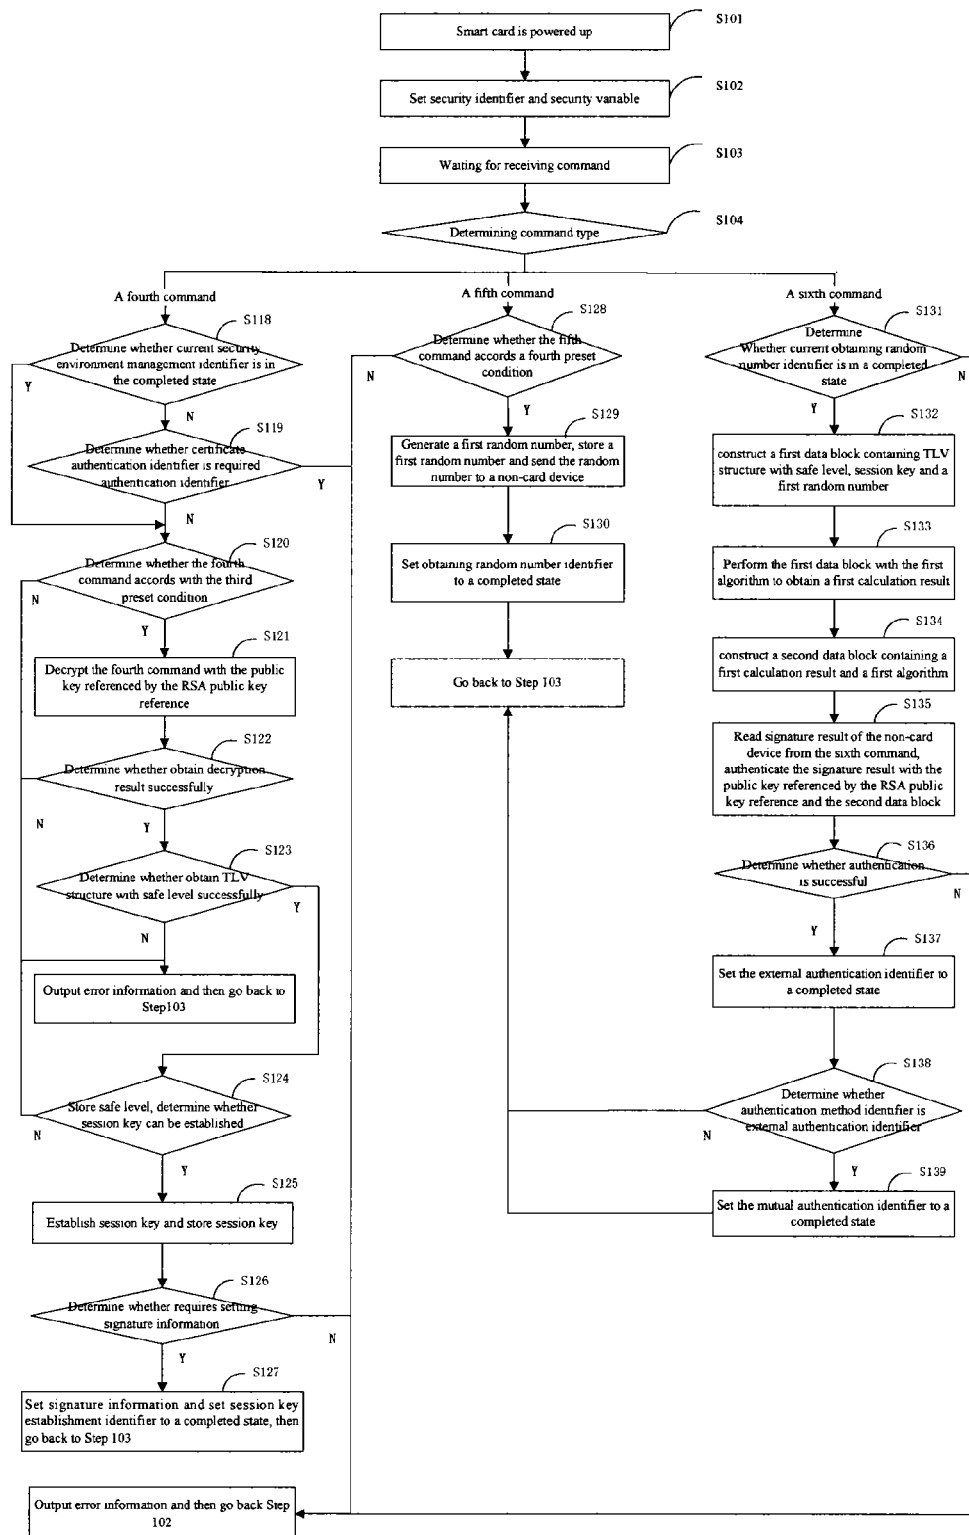 S101
Smart card is powered up
S102
Set security identifier and security variable
S103
Waiting for receiving command
S104
Determining command type
A fourth command
S118
Determine whether current security
environment management identifier is in
the completed state
Y
N
S119
Determine whether certificate
authentication identifier is required
authentication identifier
Y
N
S120
Determine whether the fourth
command accords with the third
preset condition
N
Y
S121
Decrypt the fourth command with the public
key referenced by the RSA public key
reference
S122
Determine whether obtain decryption
result successfully
N
Y
S123
Determine whether obtain TLV
structure with safe level successfully
Y
N
Output error information and then go back to
Step103
S124
Store safe level, determine whether
session key can be established
N
Y
S125
Establish session key and store session key
S126
Determine whether requires setting
signature information
N
Y
S127
Set signature information and set session key
establishment identifier to a completed state, then
go back to Step 103
Output error information and then go back Step
102
A fifth command
S128
Determine whether the fifth
command accords a fourth preset
condition
N
Y
S129
Generate a first random number, store a
first random number and send the random
number to a non-card device
S130
Set obtaining random number identifier
to a completed state
Go back to Step 103
A sixth command
S131
Determine
Whether current obtaining random
number identifier is in a completed
state
N
Y
S132
construct a first data block containing TLV
structure with safe level, session key and a
first random number
S133
Perform the first data block with the first
algorithm to obtain a first calculation result
S134
construct a second data block containing a
first calculation result and a first algorithm
S135
Read signature result of the non-card
device from the sixth command,
authenticate the signature result with the
public key referenced by the RSA public
key reference and the second data block
S136
Determine whether authentication
is successful
N
Y
S137
Set the external authentication identifier to
a completed state
S138
Determine whether
authentication method identifier is
external authentication identifier
N
Y
S139
Set the mutual authentication identifier to a
completed state